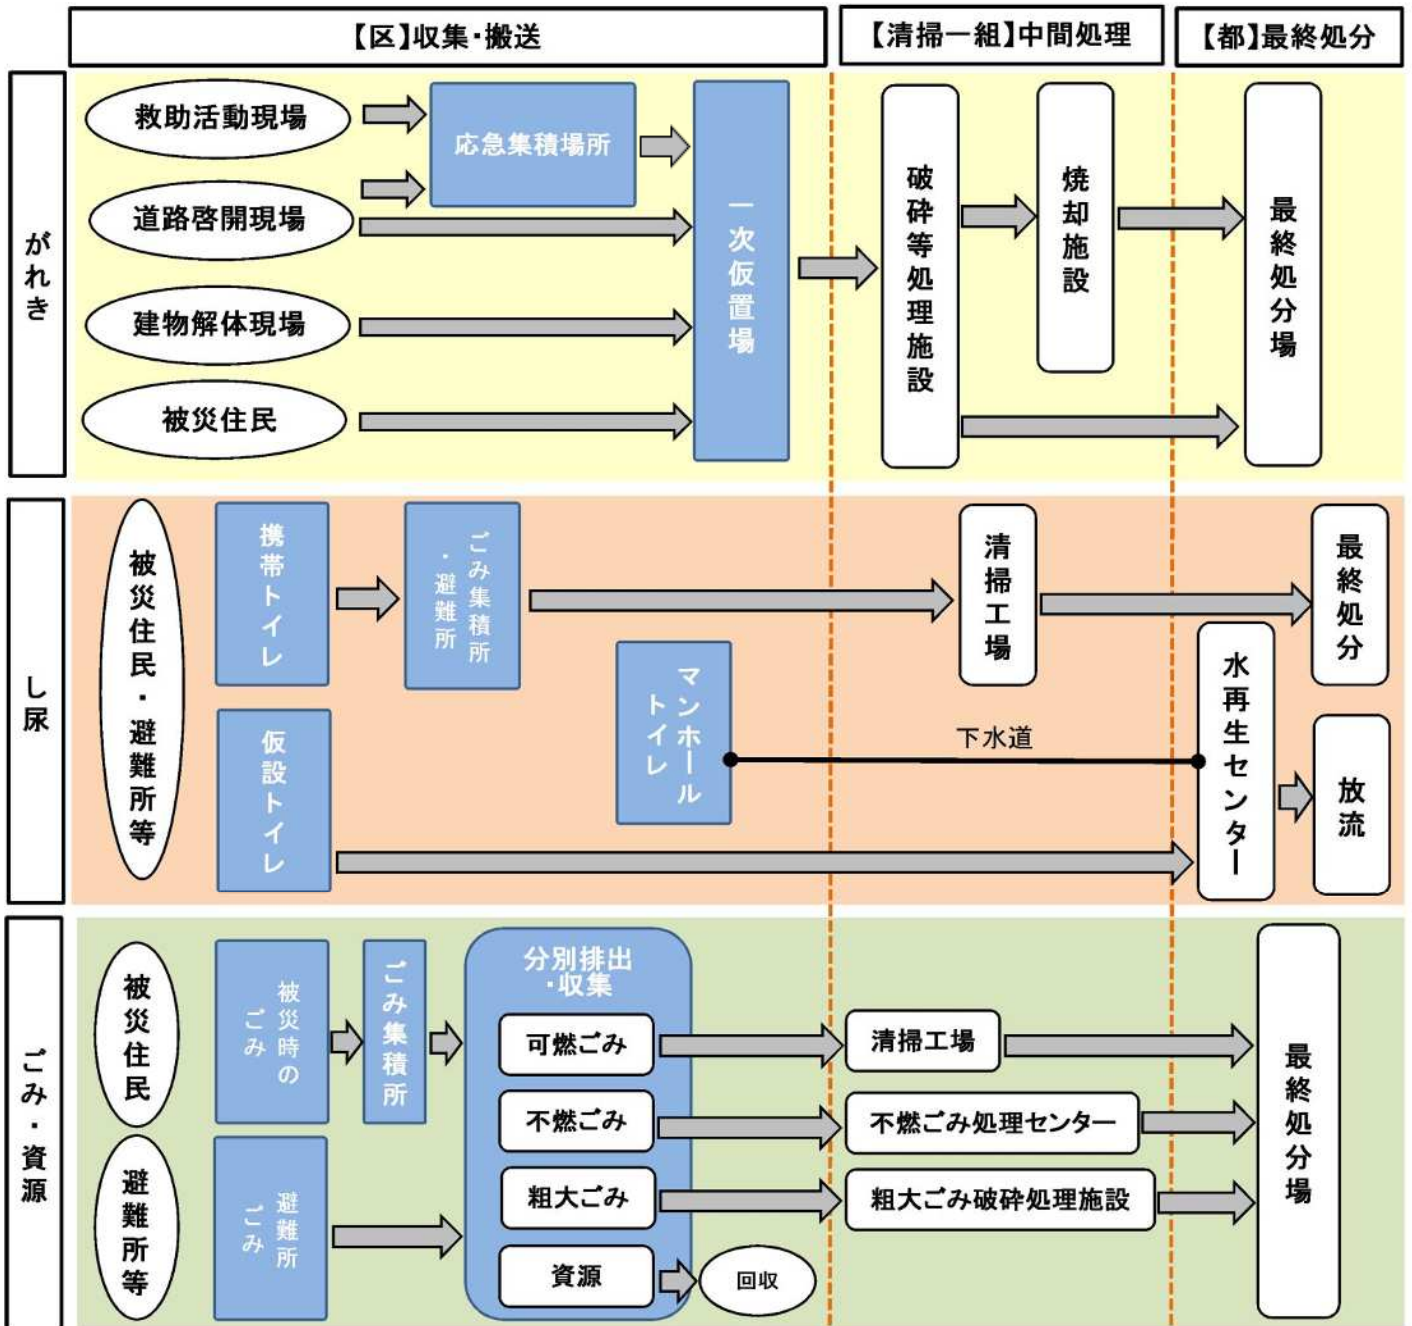 【区】収集・搬送
【清掃一組】中間処理
【都】最終処分
がれき
救助活動現場
道路啓開現場
建物解体現場
被災住民
応急集積場所
一次仮置場
破砕等処理施設
焼却施設
最終処分場
し尿
被災住民・避難所等
携帯トイレ
ごみ集積所
・避難所
清掃工場
最終処分
仮設トイレ
マンホール
トイレ
下水道
水再生センター
放流
ごみ・資源
被災住民
被災時の
ごみ
ごみ集積所
避難所等
避難所
ごみ
分別排出
・収集
可燃ごみ
清掃工場
不燃ごみ
不燃ごみ処理センター
粗大ごみ
粗大ごみ破砕処理施設
資源
回収
最終処分場